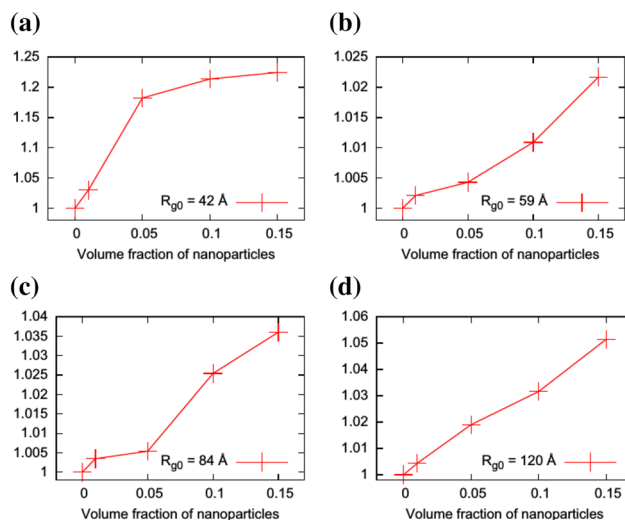 (a)
1.25
1.2
1.15
1.1
1.05
1
R_g0 = 42 Å
0 0.05 0.1 0.15
Volume fraction of nanoparticles
(b)
1.025
1.02
1.015
1.01
1.005
1
R_g0 = 59 Å
0 0.05 0.1 0.15
Volume fraction of nanoparticles
(c)
1.04
1.035
1.03
1.025
1.02
1.015
1.01
1.005
1
R_g0 = 84 Å
0 0.05 0.1 0.15
Volume fraction of nanoparticles
(d)
1.06
1.05
1.04
1.03
1.02
1.01
1
R_g0 = 120 Å
0 0.05 0.1 0.15
Volume fraction of nanoparticles